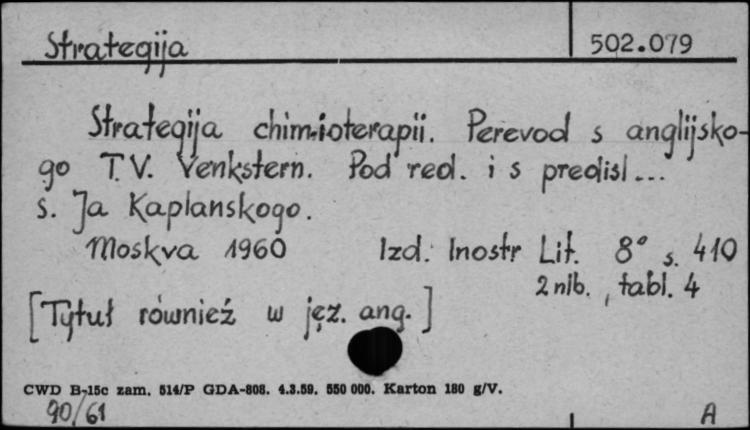 Strategija
502.079
Strategija chimioterapii. Perevod s anglijsko-
go T.V. Venkstern. Pod red. i s predisl...
s. Ja Kaplanskogo.
Moskva 1960 Izd. Inostr Lit. 8° s. 410
2 nlb., tabl. 4
[Tytuł również w jęz. ang.]
CWD B-15c zam. 514/P GDA-808. 4.3.59. 550 000. Karton 180 g/V.
90/61
A